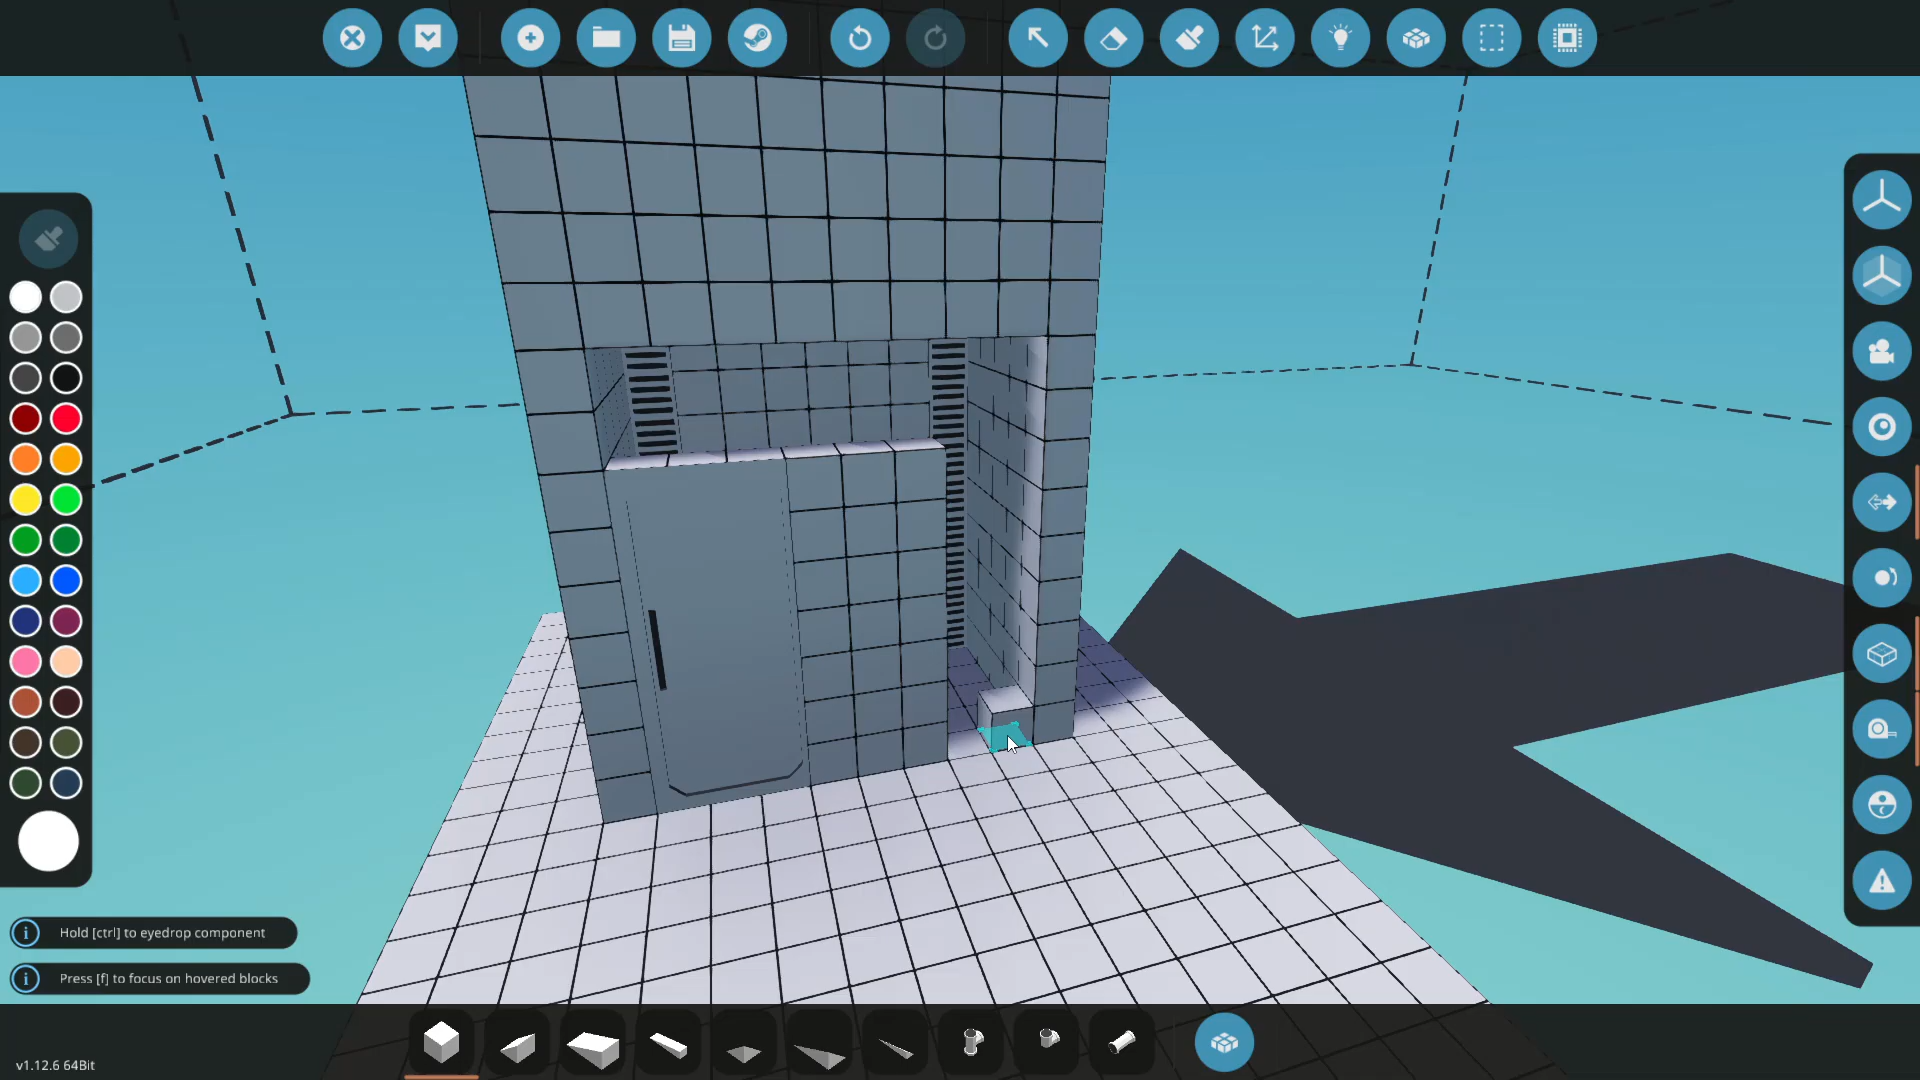 Hold [ctrl] to eyedrop component
Press [f] to focus on hovered blocks
v1.12.6 64Bit